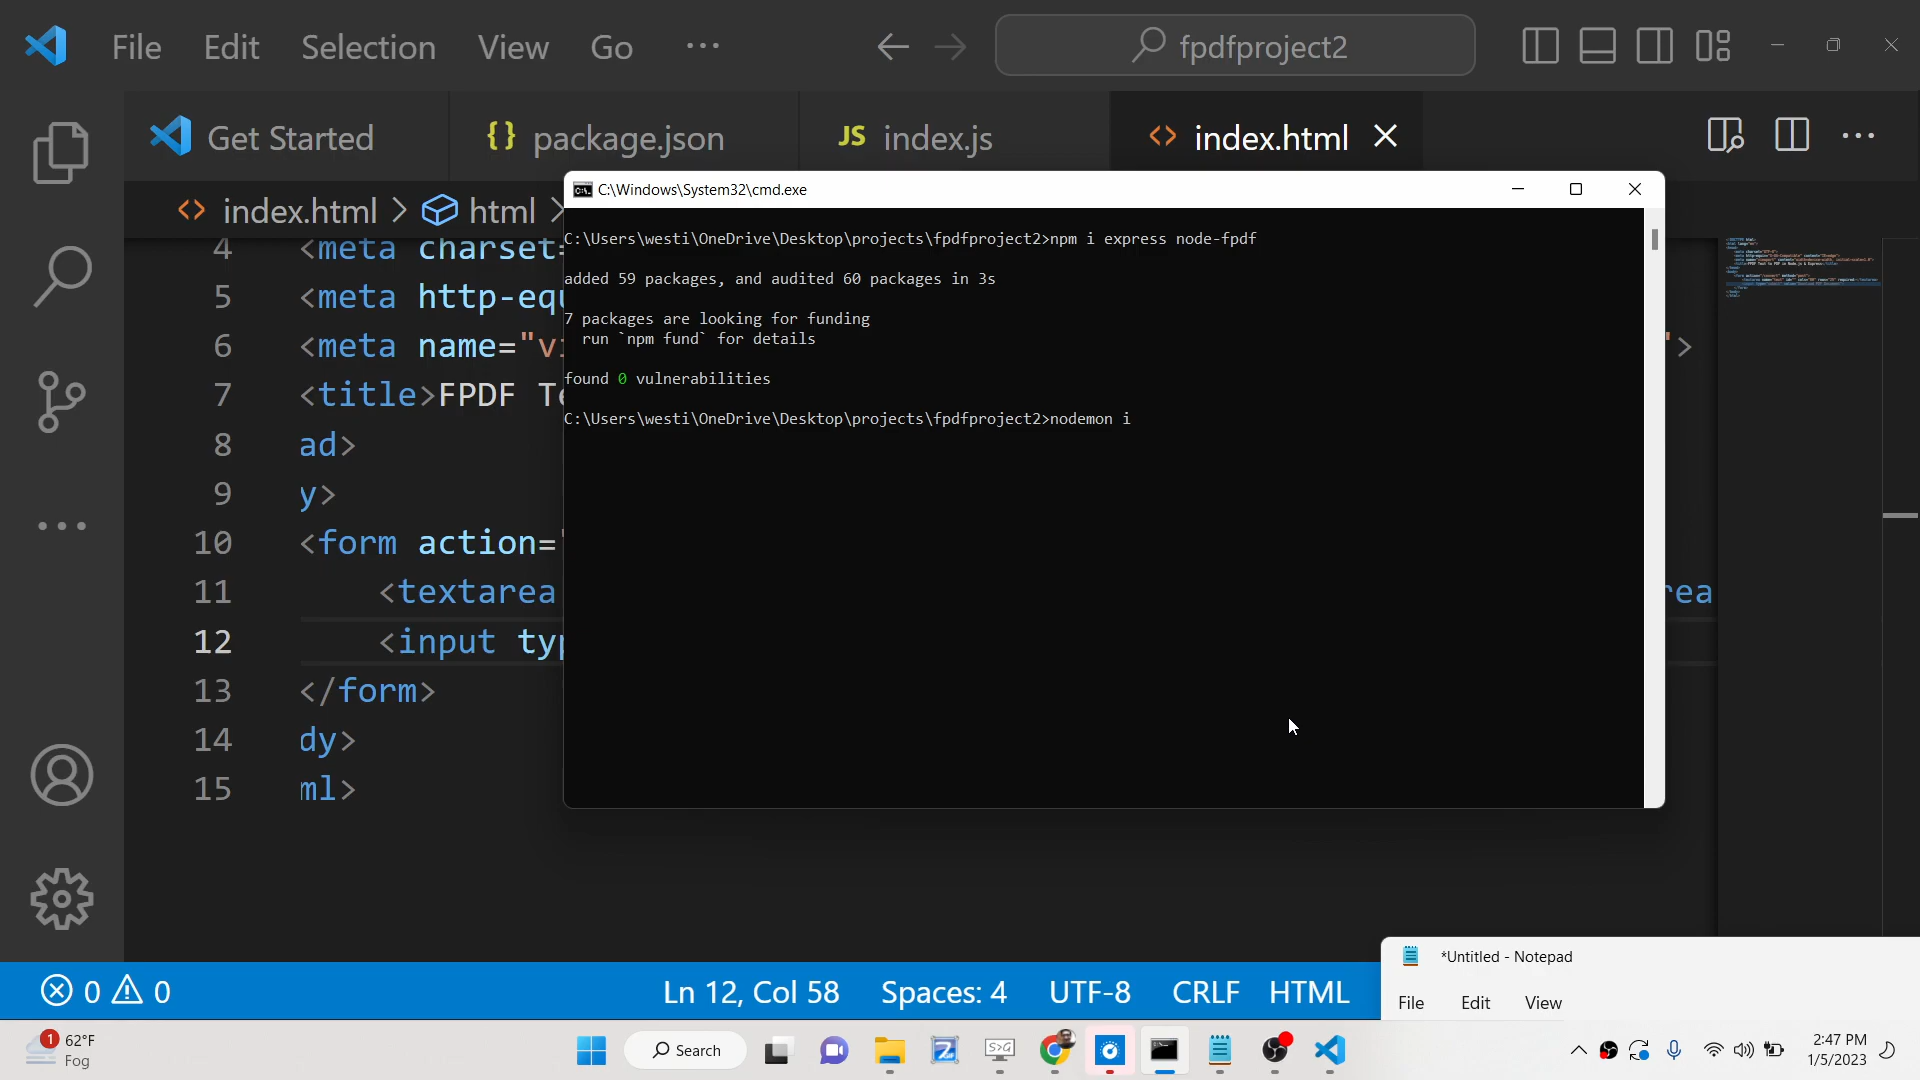 File Edit Selection View Go ··· fpdfproject2
Get Started {} package.json JS index.js <> index.html
<> index.html > html >
C:\Windows\System32\cmd.exe
C:\Users\westi\OneDrive\Desktop\projects\fpdfproject2>npm i express node-fpdf
added 59 packages, and audited 60 packages in 3s
7 packages are looking for funding
run `npm fund` for details
found 0 vulnerabilities
C:\Users\westi\OneDrive\Desktop\projects\fpdfproject2>nodemon i
4 <meta charset=
5 <meta http-equ
6 <meta name="vi ">
7 <title>FPDF Te
8 ad>
9 y>
10 <form action="
11 <textarea rea
12 <input typ
13 </form>
14 dy>
15 ml>
0 0 Ln 12, Col 58 Spaces: 4 UTF-8 CRLF HTML
*Untitled - Notepad
File Edit View
1 62°F
Fog
Search
S>G
2:47 PM
1/5/2023